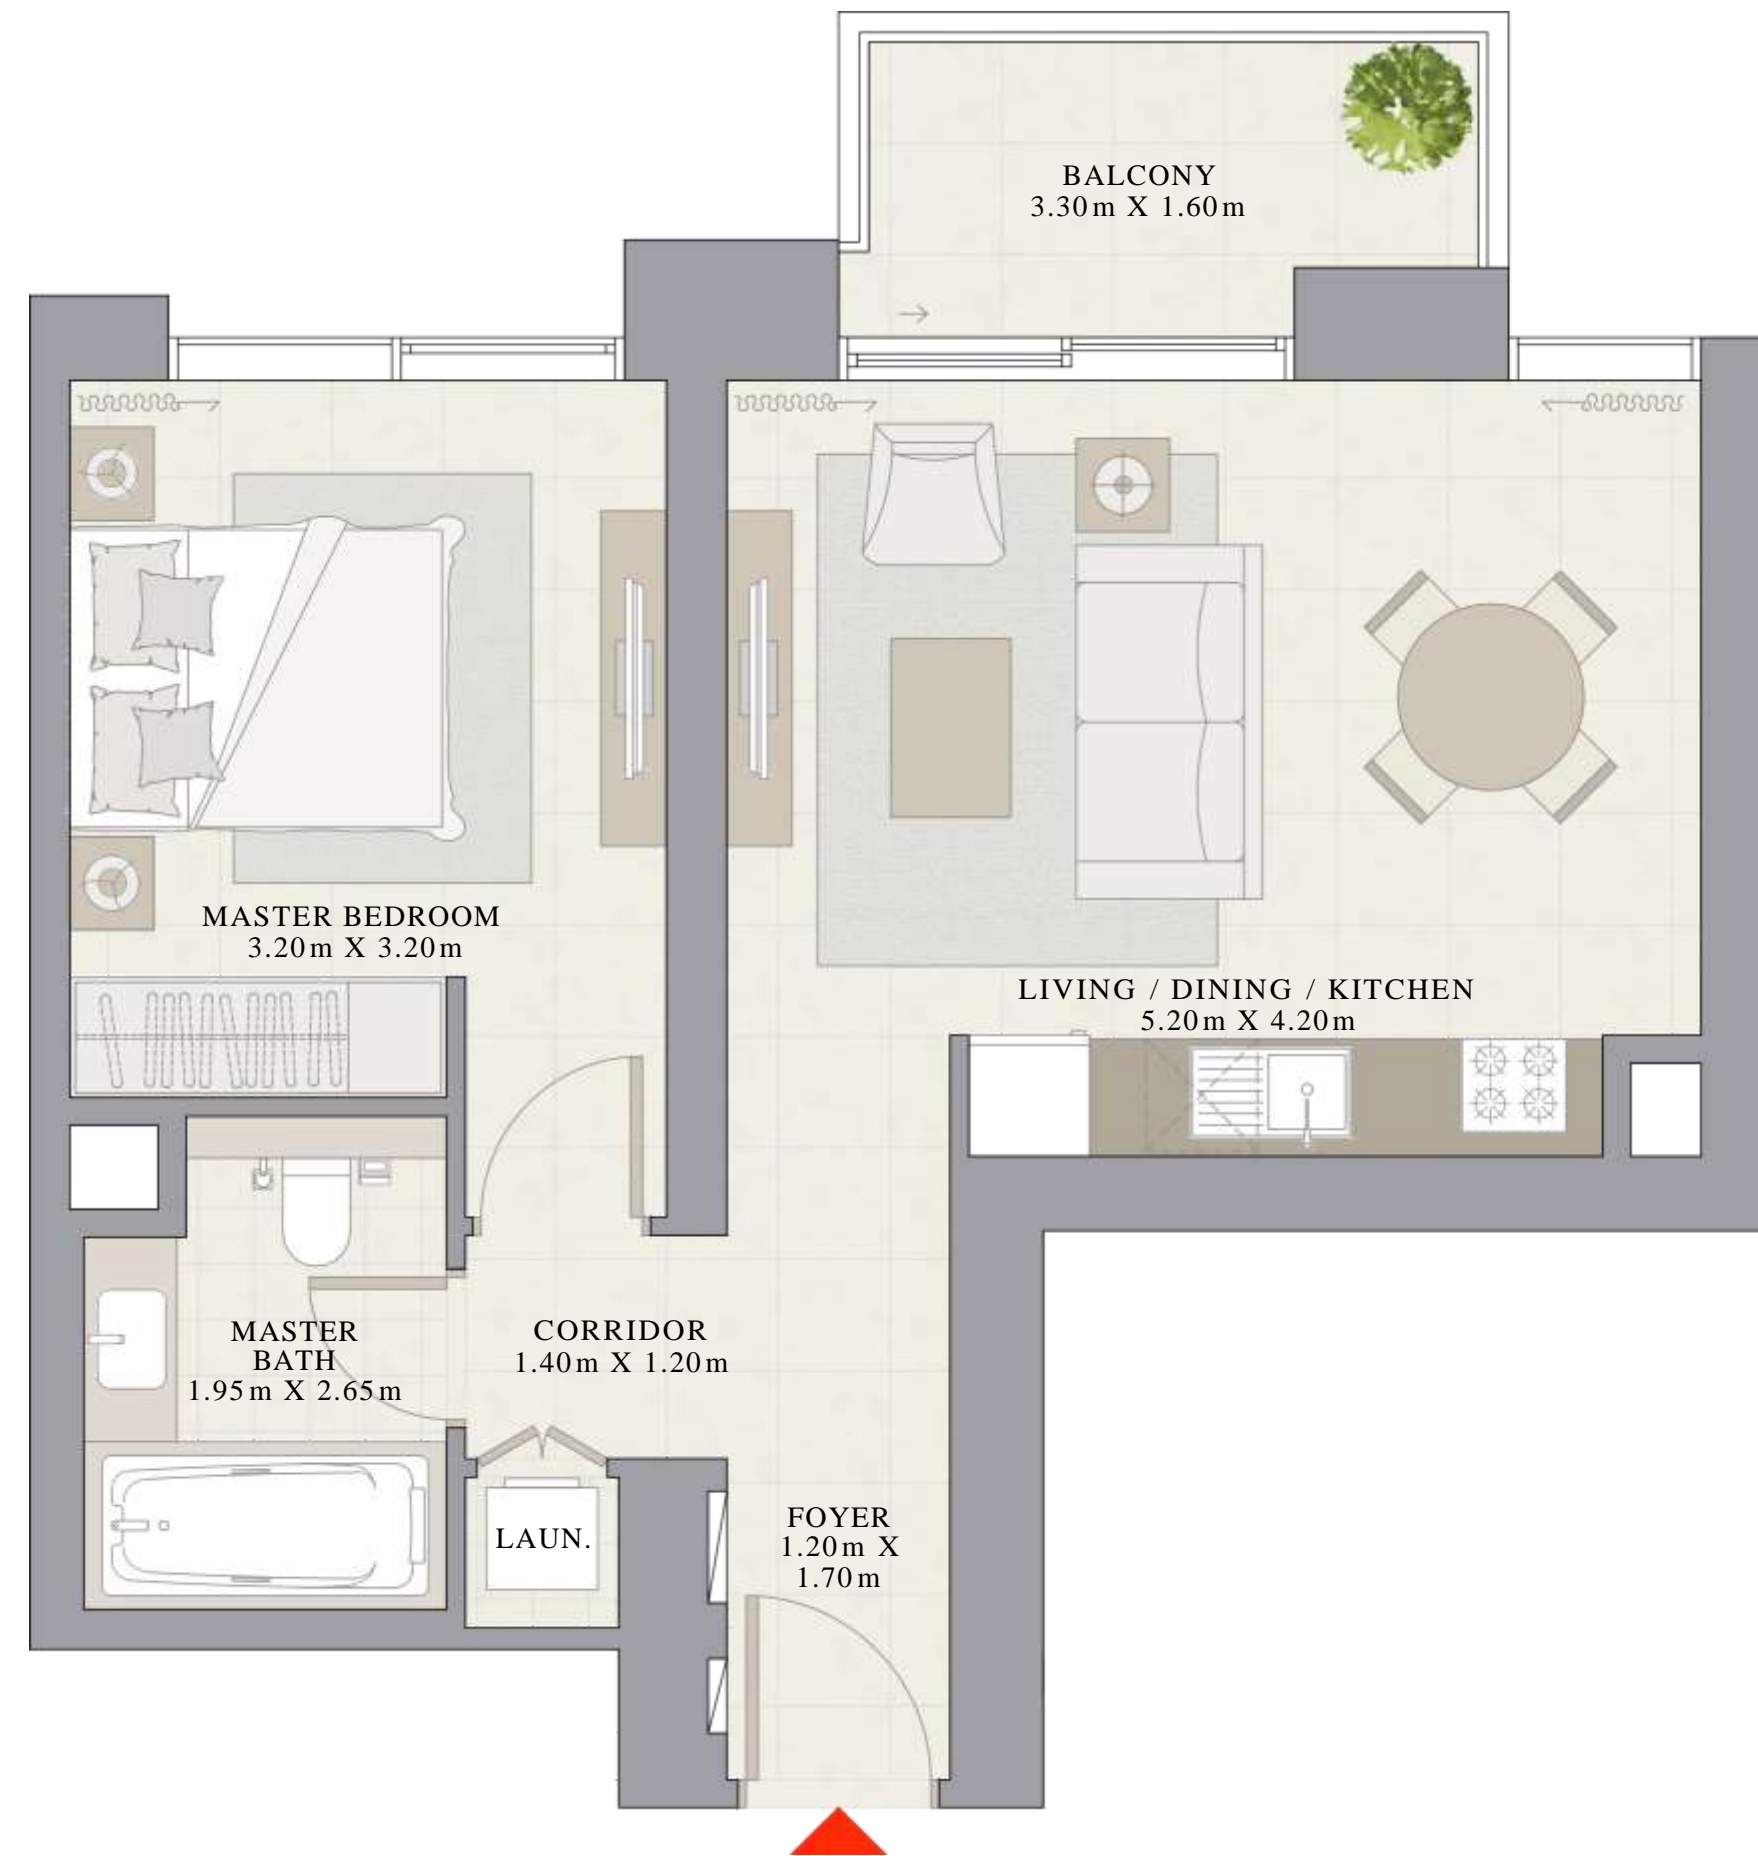 BALCONY
3.30m X 1.60m
MASTER BEDROOM
3.20m X 3.20m
LIVING / DINING / KITCHEN
5.20m X 4.20m
MASTER
BATH
1.95m X 2.65m
CORRIDOR
1.40m X 1.20m
LAUN.
FOYER
1.20m X
1.70m